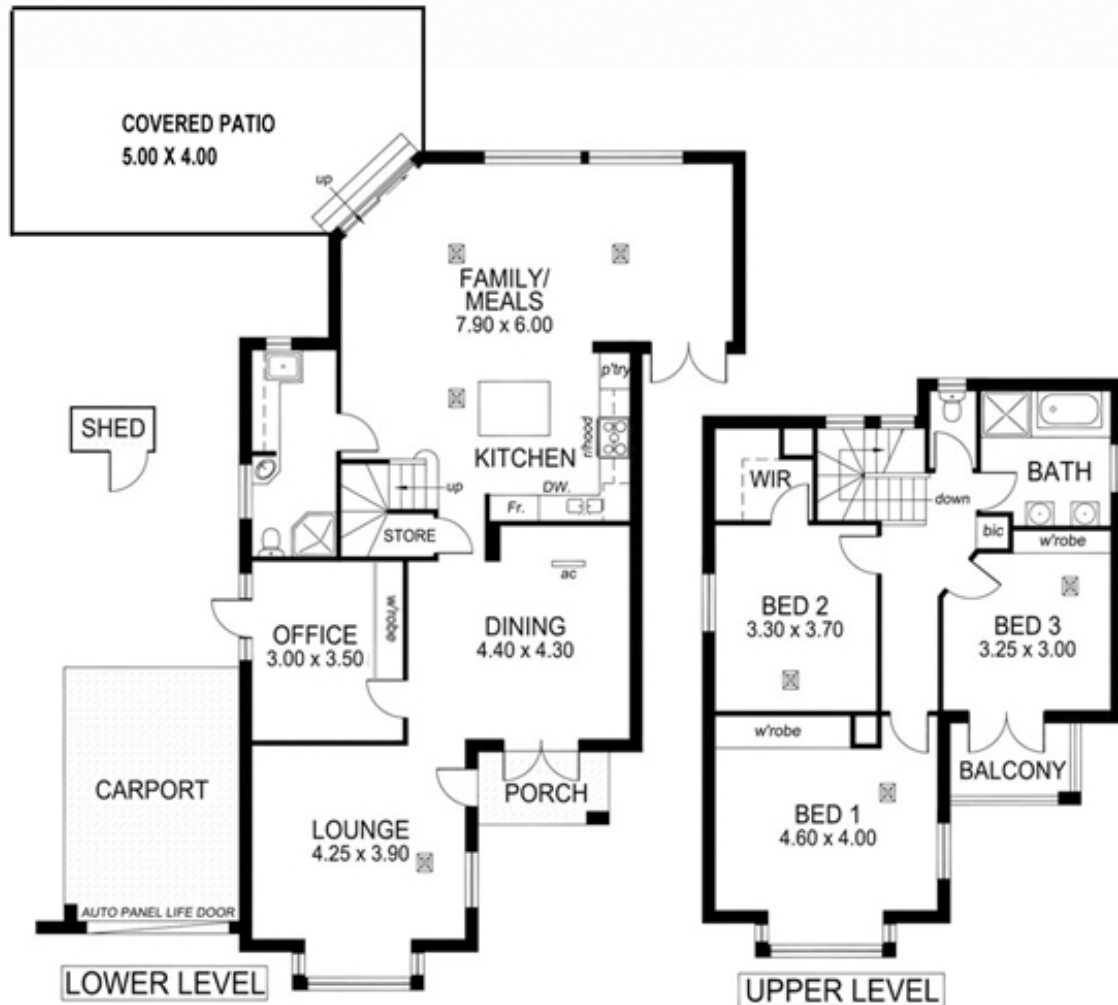 COVERED PATIO
5.00 X 4.00
up
FAMILY/
MEALS
7.90 x 6.00
p'try
r/hood
KITCHEN
DW.
Fr.
up
STORE
SHED
ac
w'robe
OFFICE
3.00 x 3.50
DINING
4.40 x 4.30
CARPORT
PORCH
LOUNGE
4.25 x 3.90
AUTO PANEL LIFE DOOR
LOWER LEVEL
WIR
down
BATH
bic
w'robe
BED 2
3.30 x 3.70
BED 3
3.25 x 3.00
w'robe
BALCONY
BED 1
4.60 x 4.00
UPPER LEVEL